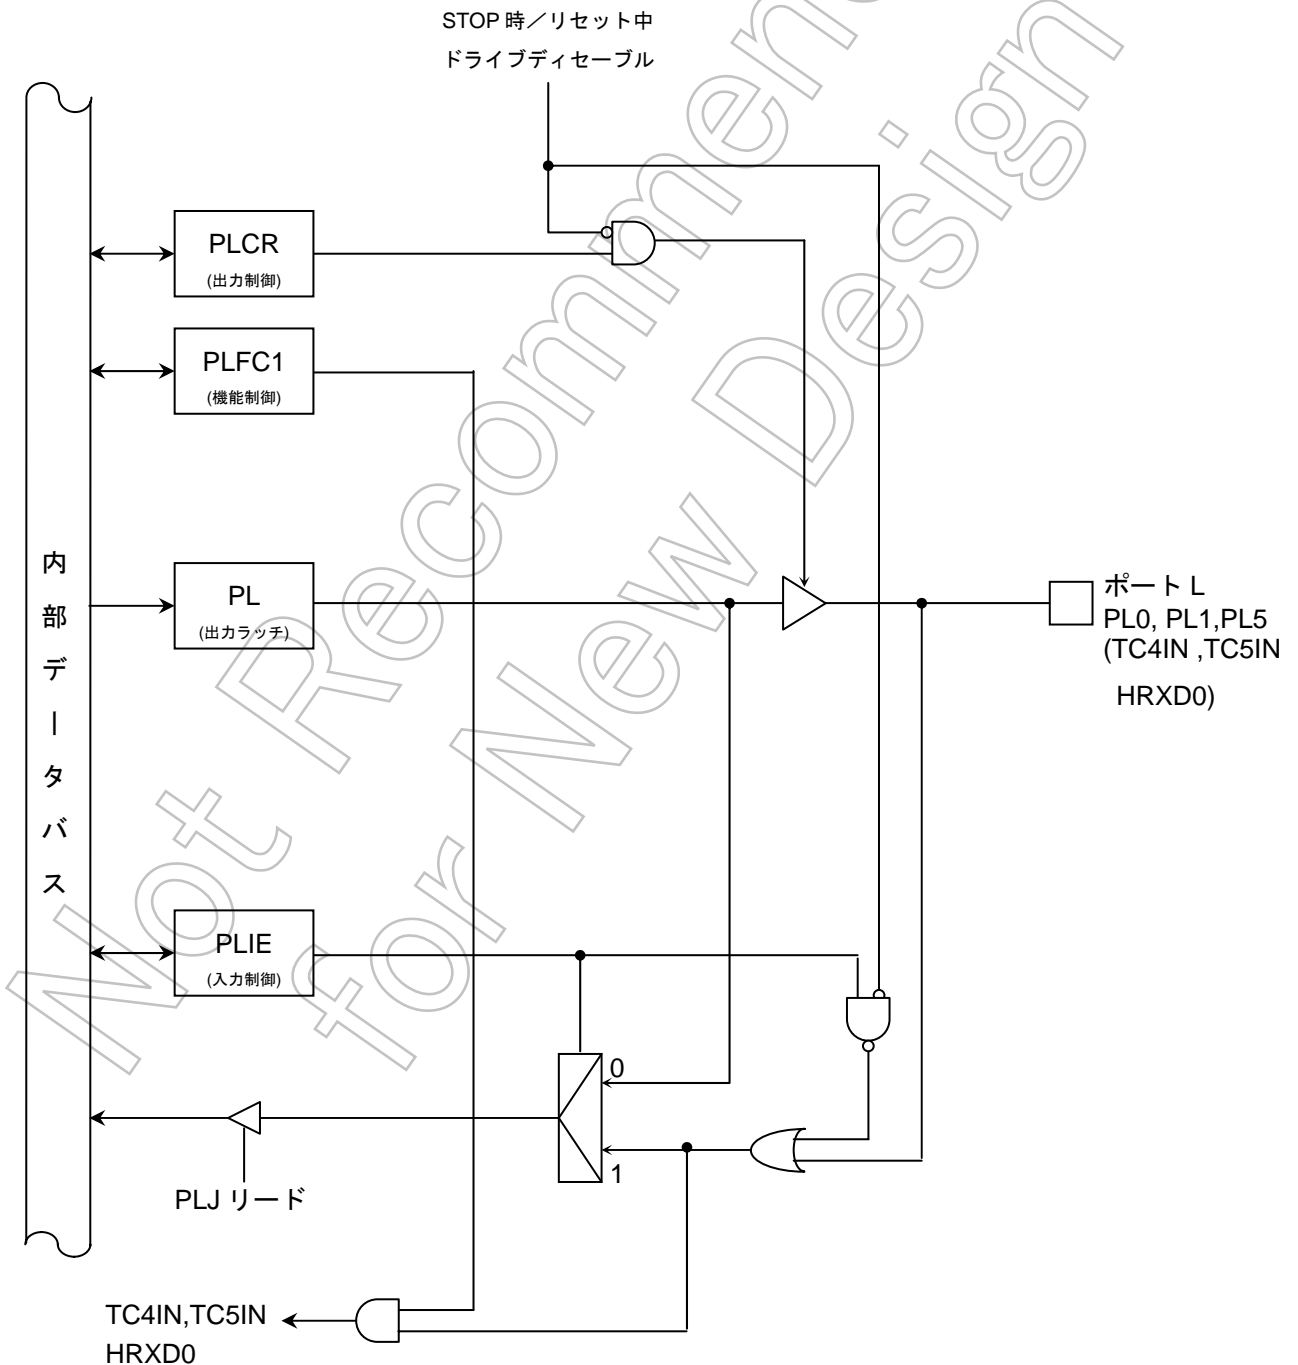 STOP 時／リセット中
ドライブディセーブル
PLCR
(出力制御)
PLFC1
(機能制御)
内部データバス
PL
(出力ラッチ)
ポート L
PL0, PL1,PL5
(TC4IN ,TC5IN
HRXD0)
PLIE
(入力制御)
0
1
PLJ リード
TC4IN,TC5IN
HRXD0
Not Recommen
for New Design